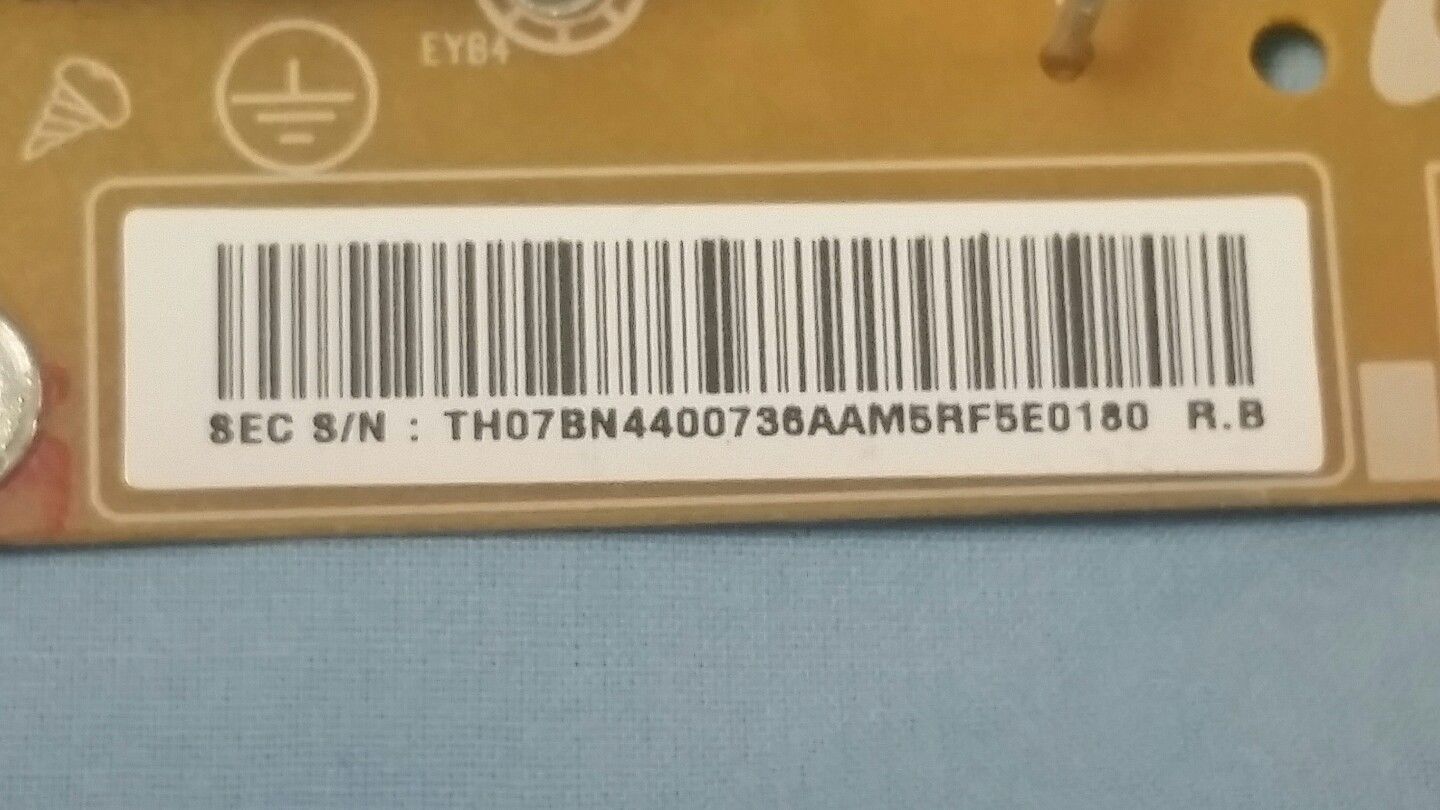 EYB4
SEC S/N : TH07BN4400736AAM5RF5E0180 R.B